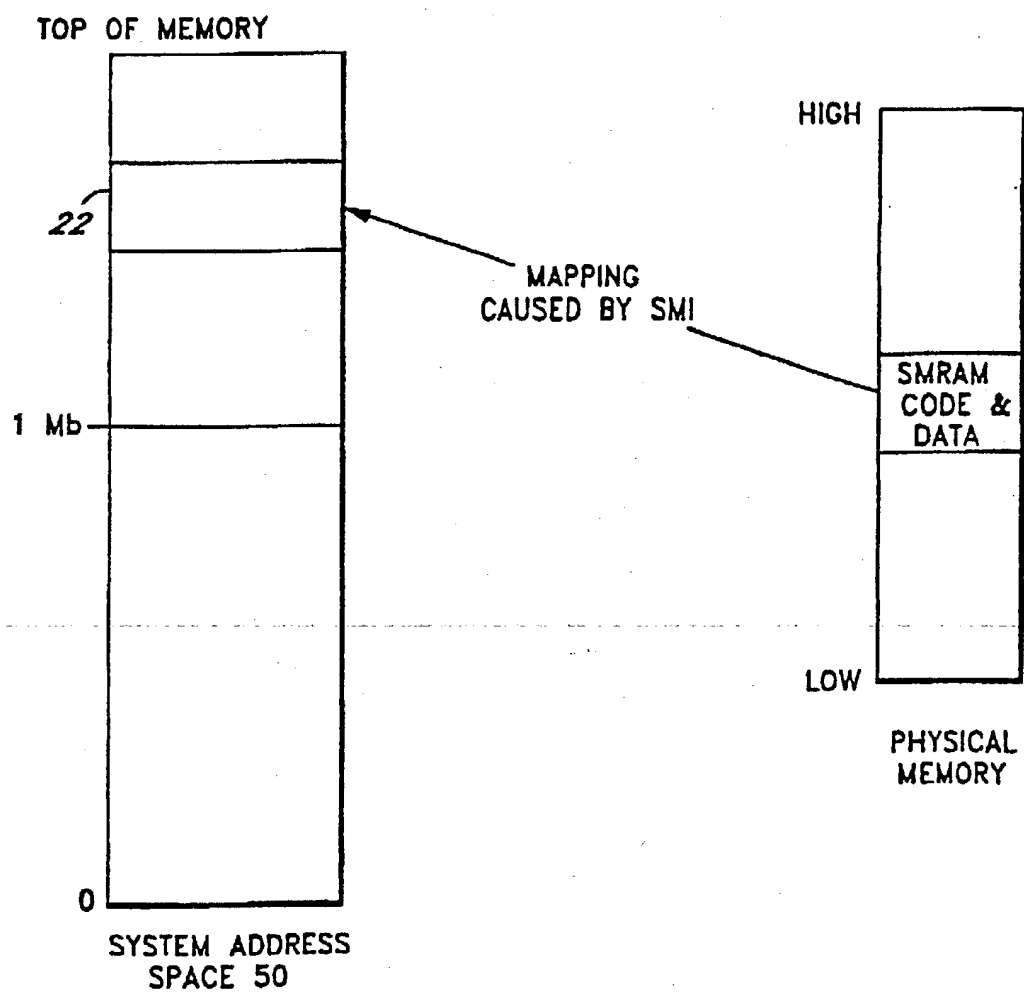 TOP OF MEMORY
22
1 Mb
0
SYSTEM ADDRESS
SPACE 50
MAPPING
CAUSED BY SMI
HIGH
SMRAM
CODE &
DATA
LOW
PHYSICAL
MEMORY